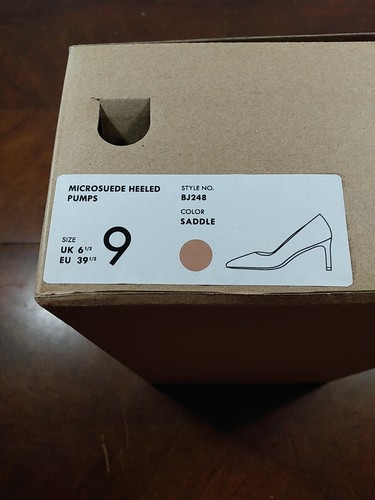 MICROSUEDE HEELED
PUMPS
STYLE NO.
BJ248
COLOR
SADDLE
SIZE
UK 6 1/2
EU 39 1/2
9